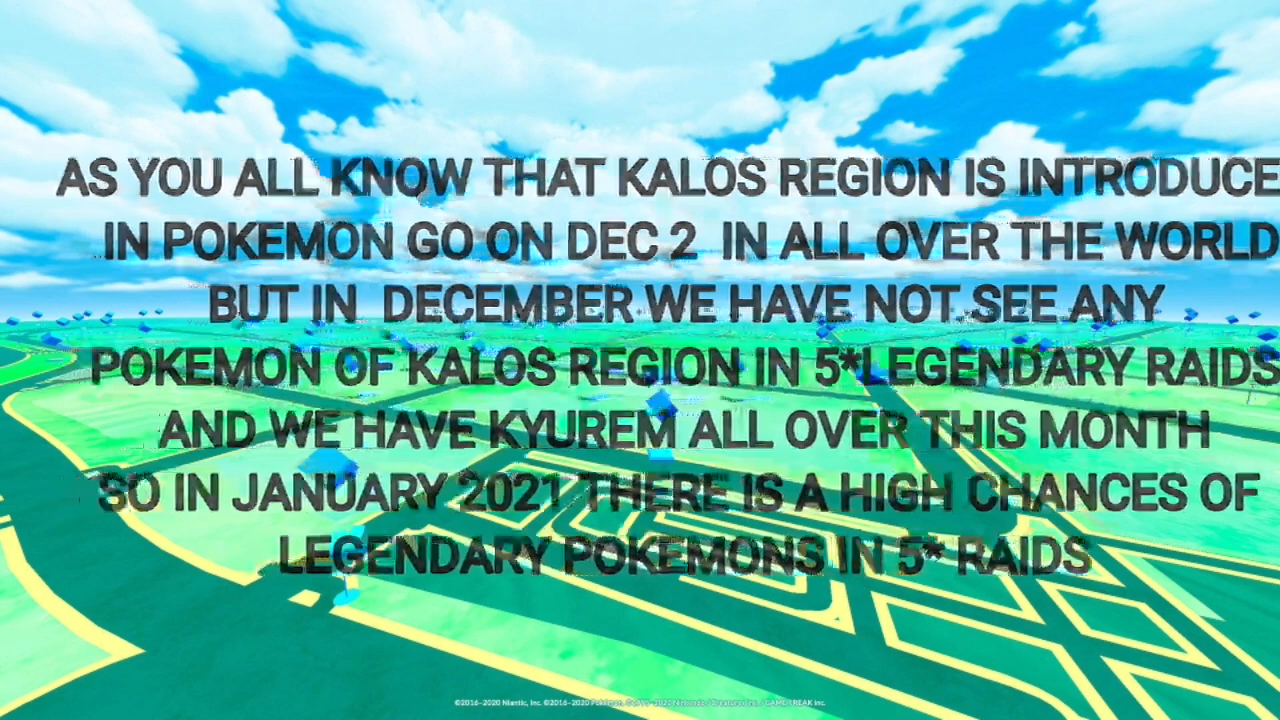 AS YOU ALL KNOW THAT KALOS REGION IS INTRODUCE
IN POKEMON GO ON DEC 2 IN ALL OVER THE WORLD
BUT IN DECEMBER WE HAVE NOT SEE ANY
POKEMON OF KALOS REGION IN 5*LEGENDARY RAIDS
AND WE HAVE KYUREM ALL OVER THIS MONTH
SO IN JANUARY 2021 THERE IS A HIGH CHANCES OF
LEGENDARY POKEMONS IN 5* RAIDS
©2016–2020 Niantic, Inc. ©2016–2020 Pokémon. Nintendo / Creatures Inc. / GAME FREAK inc.